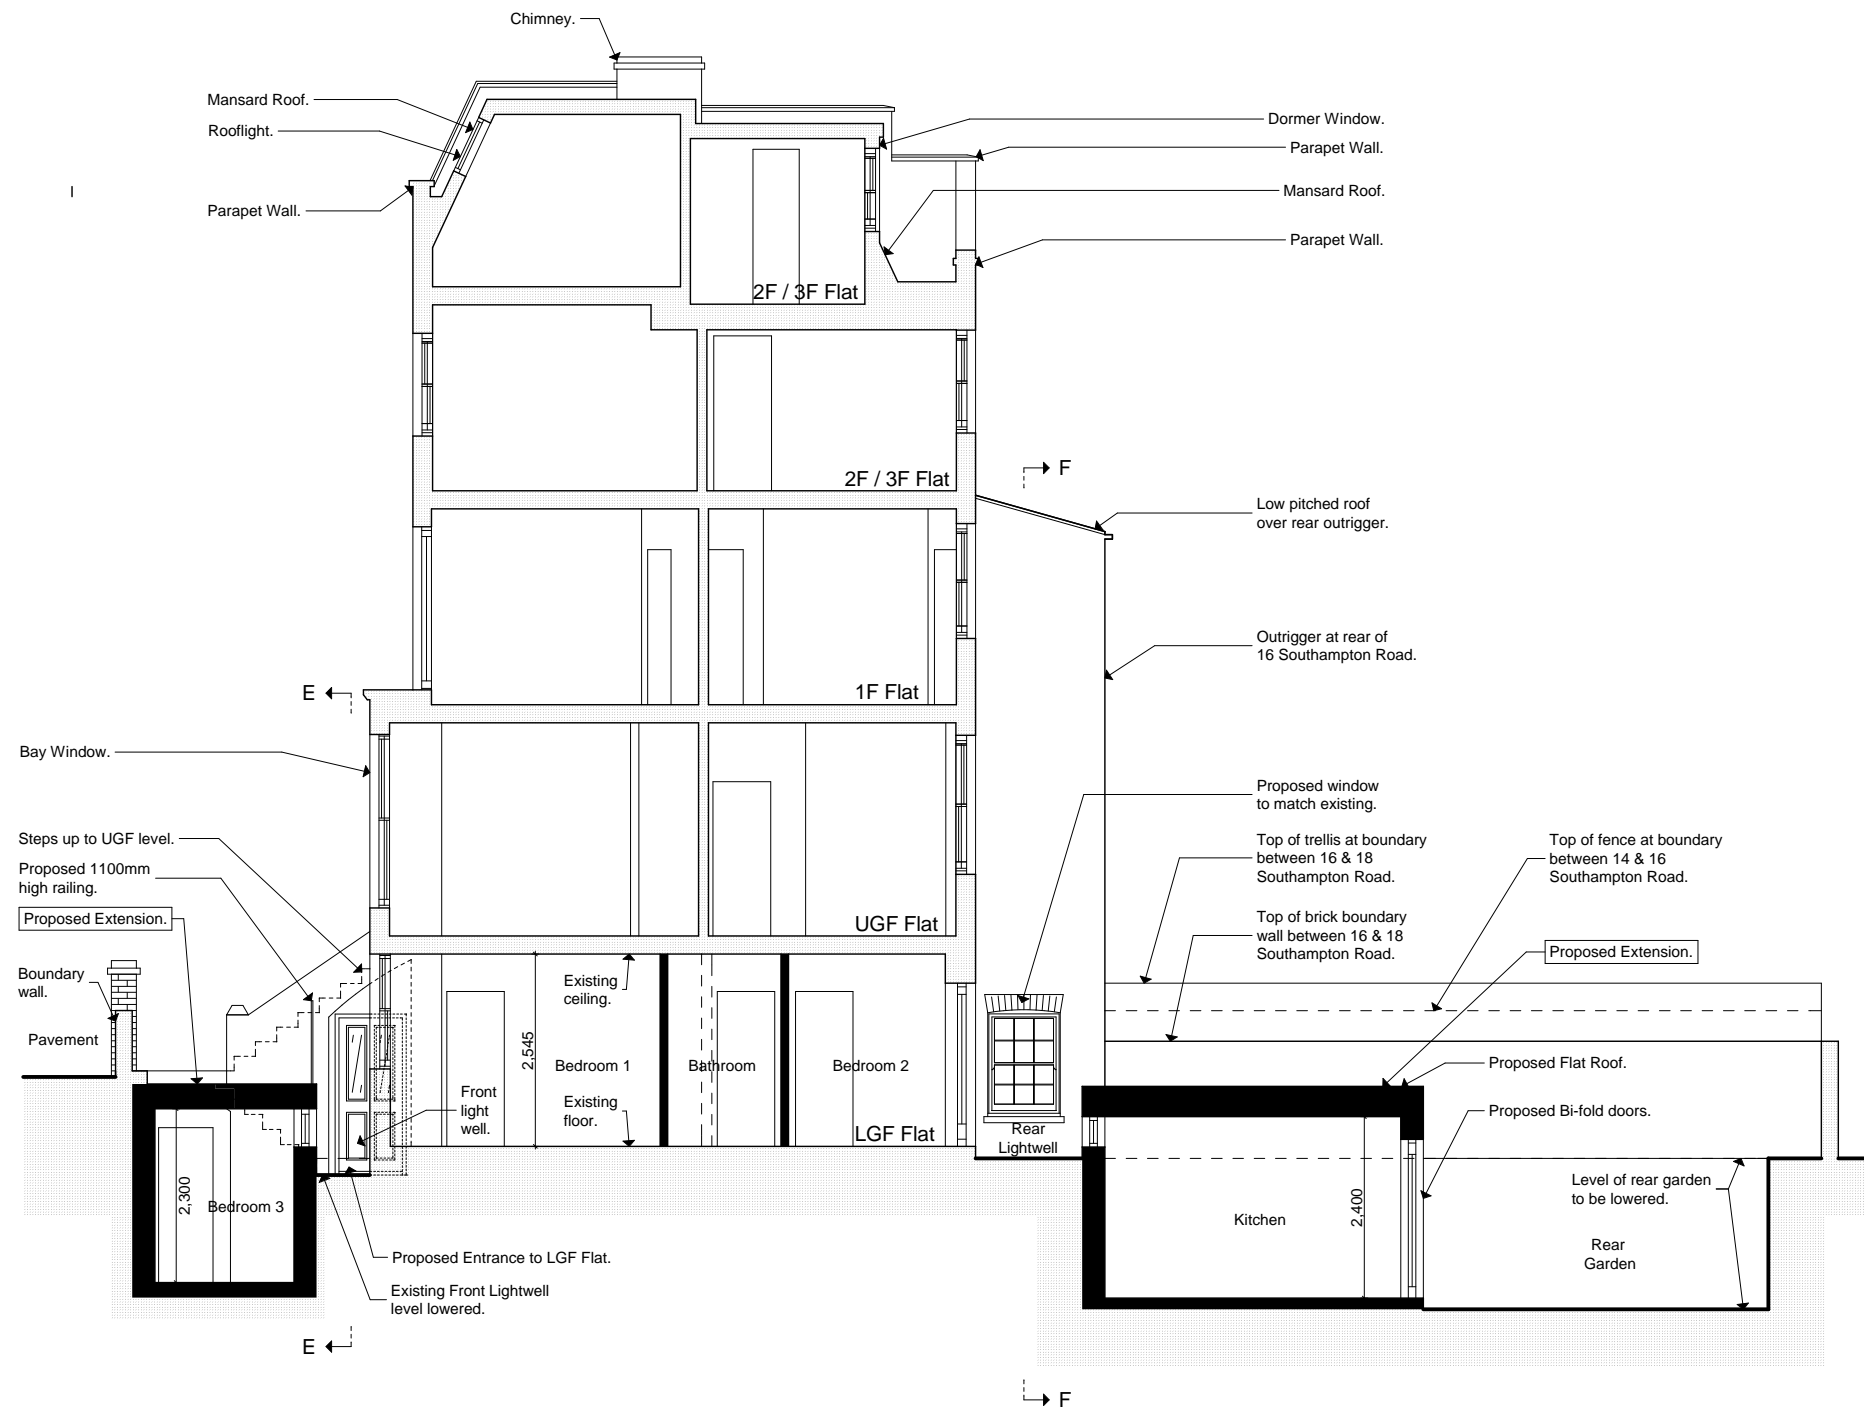 Chimney.
Mansard Roof.
Rooflight.
Parapet Wall.
Dormer Window.
Parapet Wall.
Mansard Roof.
Parapet Wall.
2F / 3F Flat
2F / 3F Flat
F
Low pitched roof
over rear outrigger.
Outrigger at rear of
16 Southampton Road.
E
1F Flat
Bay Window.
Proposed window
to match existing.
Steps up to UGF level.
Proposed 1100mm
high railing.
Proposed Extension.
Top of trellis at boundary
between 16 & 18
Southampton Road.
Top of fence at boundary
between 14 & 16
Southampton Road.
UGF Flat
Top of brick boundary
wall between 16 & 18
Southampton Road.
Proposed Extension.
Boundary
wall.
Pavement
Existing
ceiling.
2,545
Bedroom 1
Bathroom
Bedroom 2
Front
light
well.
Existing
floor.
LGF Flat
Rear
Lightwell
Proposed Flat Roof.
Proposed Bi-fold doors.
2,300
Bedroom 3
Kitchen
2,400
Level of rear garden
to be lowered.
Rear
Garden
Proposed Entrance to LGF Flat.
Existing Front Lightwell
level lowered.
E
F